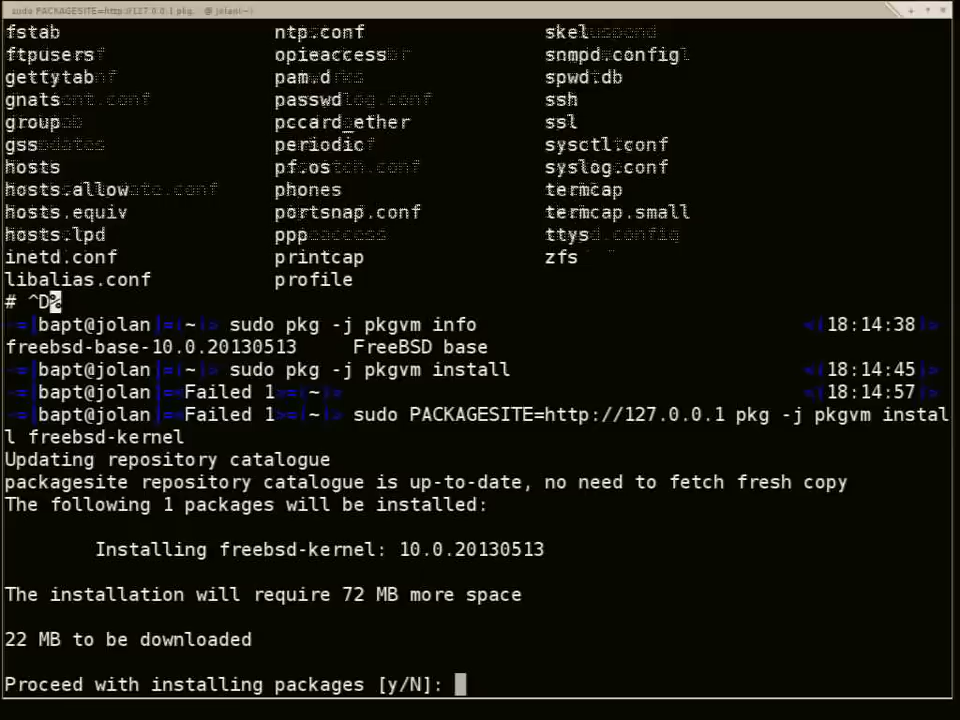 sudo PACKAGESITE=http://127.0.0.1 pkg. @ jolan(~)
fstab ntp.conf skel
ftpusers opieaccess snmpd.config
gettytab pam.d spwd.db
gnats passwd ssh
group pccard_ether ssl
gss periodic sysctl.conf
hosts pf.os syslog.conf
hosts.allow phones termcap
hosts.equiv portsnap.conf termcap.small
hosts.lpd ppp ttys
inetd.conf printcap zfs
libalias.conf profile
# ^D%
-=|bapt@jolan|=(~)> sudo pkg -j pkgvm info <(18:14:38)>
freebsd-base-10.0.20130513 FreeBSD base
-=|bapt@jolan|=(~)> sudo pkg -j pkgvm install <(18:14:45)>
-=|bapt@jolan|=Failed 1>=(~)> <(18:14:57)>
-=|bapt@jolan|=Failed 1>=(~)> sudo PACKAGESITE=http://127.0.0.1 pkg -j pkgvm instal
l freebsd-kernel
Updating repository catalogue
packagesite repository catalogue is up-to-date, no need to fetch fresh copy
The following 1 packages will be installed:
Installing freebsd-kernel: 10.0.20130513
The installation will require 72 MB more space
22 MB to be downloaded
Proceed with installing packages [y/N]: